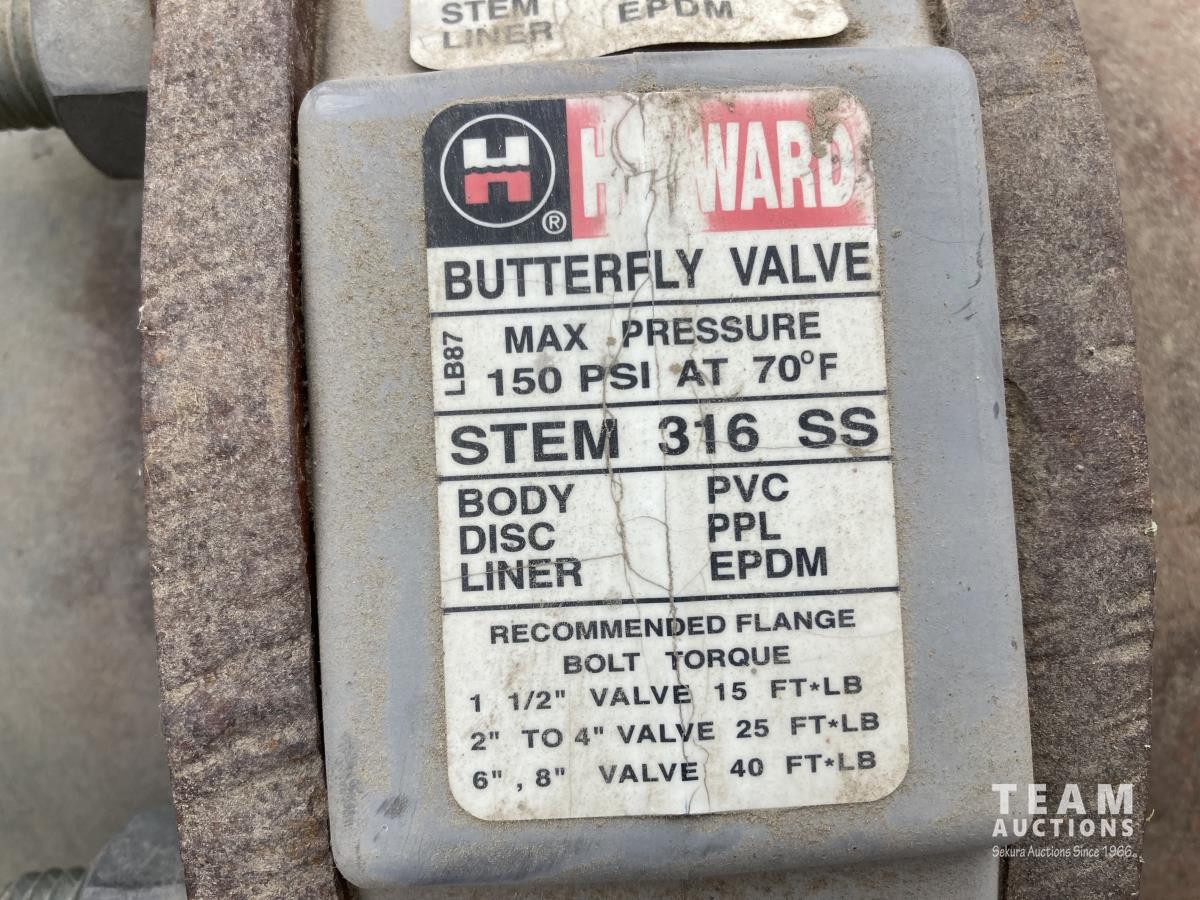 STEM EPDM
LINER
H WARD
®
BUTTERFLY VALVE
LB87
MAX PRESSURE
150 PSI AT 70°F
STEM 316 SS
BODY PVC
DISC PPL
LINER EPDM
RECOMMENDED FLANGE
BOLT TORQUE
1 1/2" VALVE 15 FT*LB
2" TO 4" VALVE 25 FT*LB
6", 8" VALVE 40 FT*LB
TEAM
AUCTIONS
Sekura Auctions Since 1966